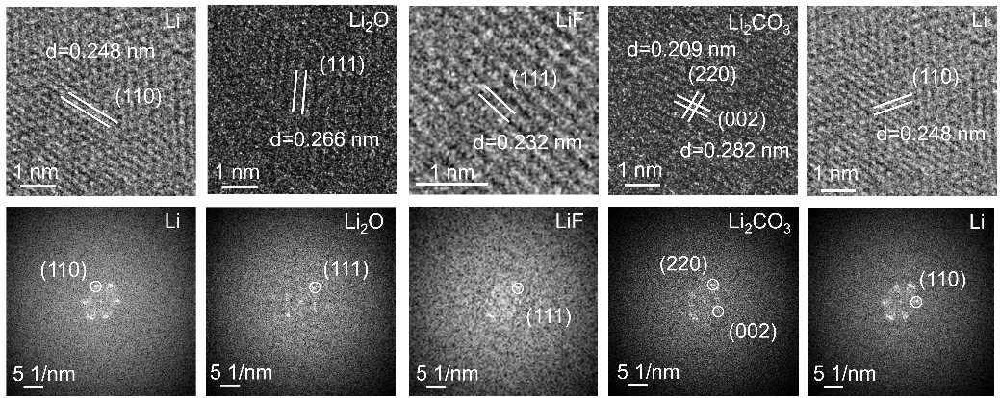 Li
d=0.248 nm
(110)
1 nm
Li₂O
(111)
d=0.266 nm
1 nm
LiF
(111)
d=0.232 nm
1 nm
Li₂CO₃
d=0.209 nm
(220)
(002)
d=0.282 nm
1 nm
Li
(110)
d=0.248 nm
1 nm
Li
(110)
5 1/nm
Li₂O
(111)
5 1/nm
LiF
(111)
5 1/nm
Li₂CO₃
(220)
(002)
5 1/nm
Li
(110)
5 1/nm